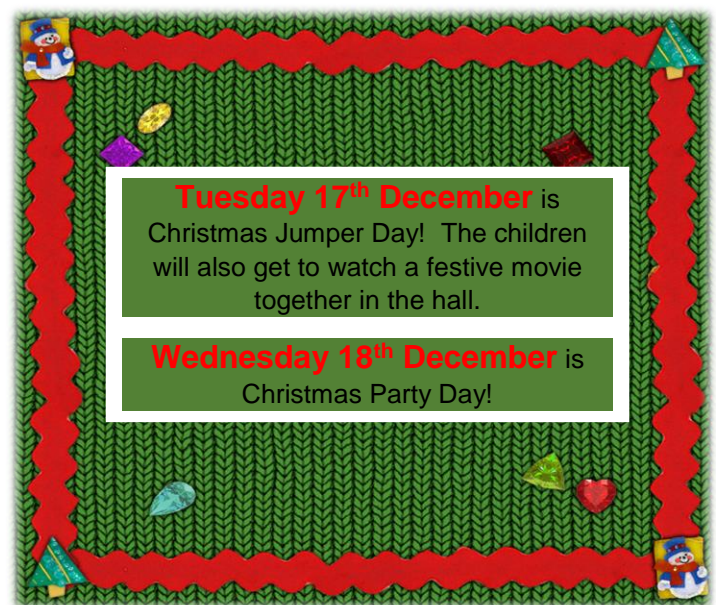 Tuesday 17th December is
Christmas Jumper Day!  The children
will also get to watch a festive movie
together in the hall.
Wednesday 18th December is
Christmas Party Day!